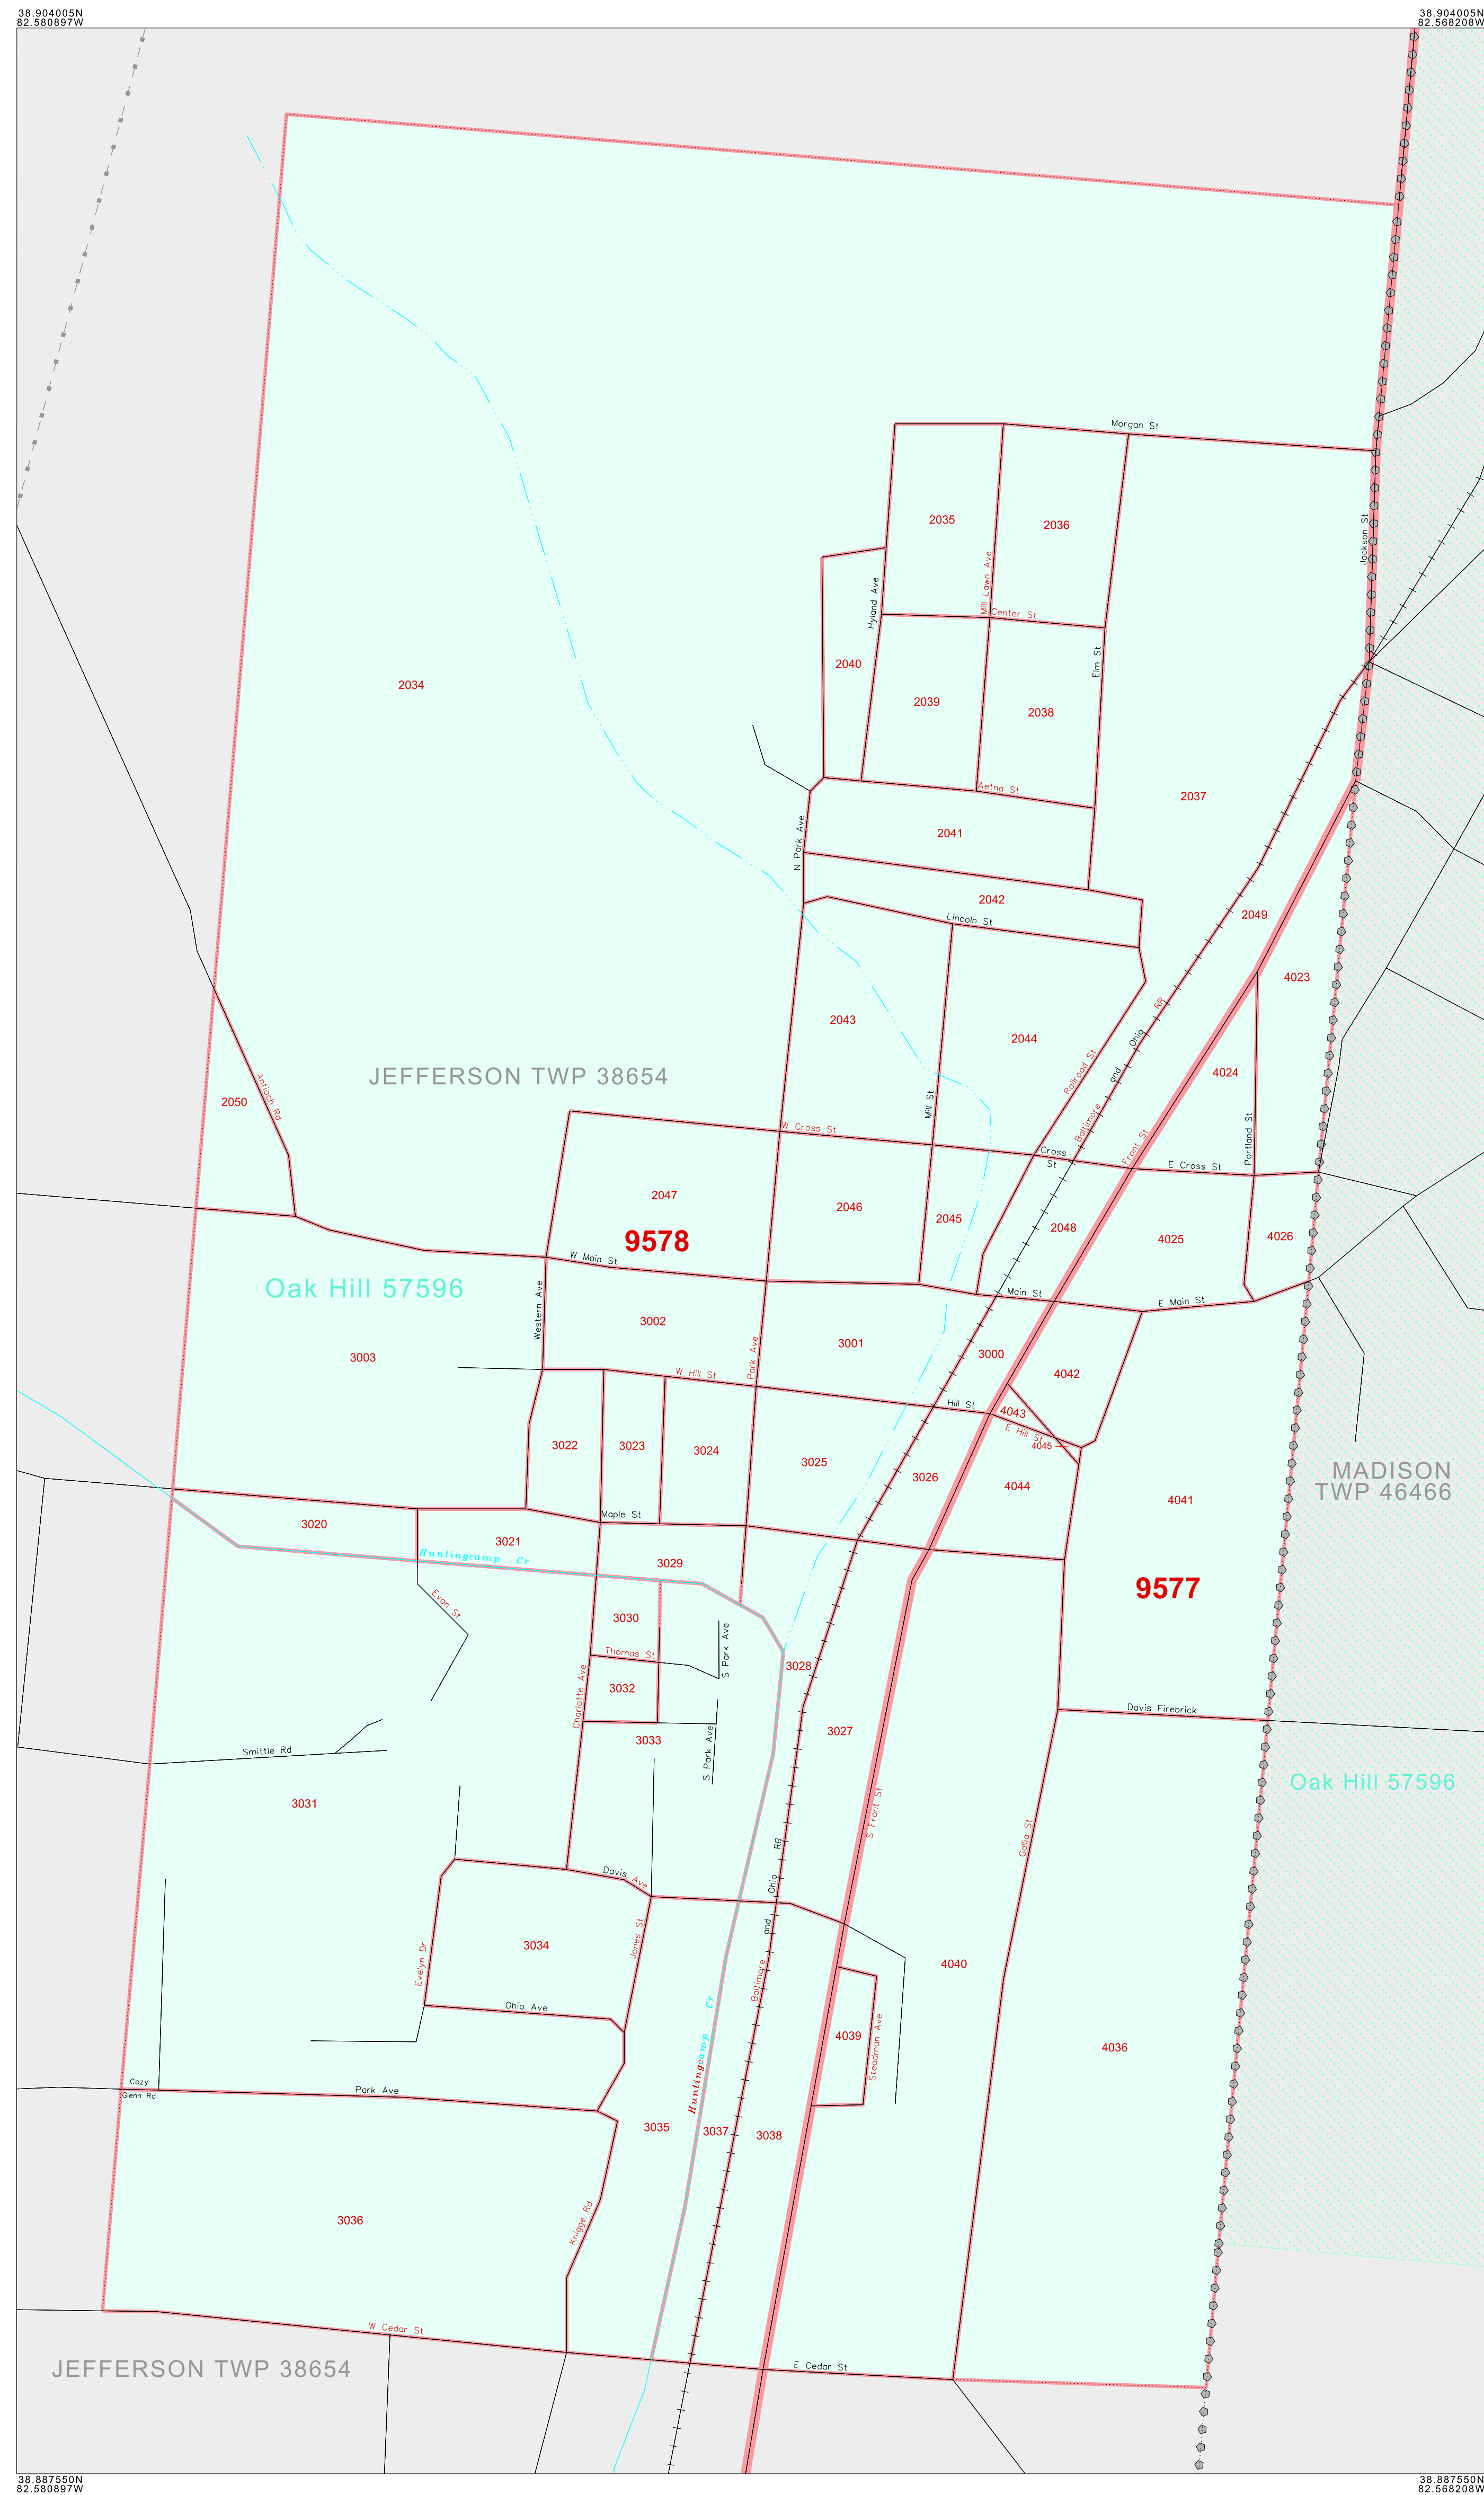 38.904005N
82.580897W
38.904005N
82.568208W
Morgan St
2035
2036
Jackson St
Mill Lawn Ave
Hyland Ave
Center St
2040
Elm St
2034
2039
2038
Aetna St
2037
N Park Ave
2041
2042
Lincoln St
2049
4023
2043
2044
Baltimore and Ohio RR
Railroad St
4024
JEFFERSON TWP 38654
2050
Antioch Rd
Mill St
Portland St
W Cross St
Cross
St
Front St
E Cross St
2047
2046
2045
2048
4025
4026
9578
W Main St
Oak Hill 57596
Western Ave
Main St
E Main St
3002
3001
3000
3003
4042
Park Ave
W Hill St
Hill St
4043
E Hill St
4045
3022
3023
3024
3025
3026
4044
MADISON
TWP 46466
4041
Maple St
3020
3021
Huntingcamp Cr
3029
9577
Evan St
3030
S Park Ave
Thomas St
3028
3032
Charlotte Ave
Davis Firebrick
3033
S Park Ave
3027
Smittle Rd
Oak Hill 57596
3031
S Front St
Gallia St
Davis Ave
3034
Jones St
Evelyn Dr
4040
Baltimore and Ohio RR
Ohio Ave
Huntingcamp Cr
4039
Steadman Ave
4036
Cozy
Glenn Rd
Park Ave
3035
3037
3038
3036
Knigge Rd
W Cedar St
E Cedar St
JEFFERSON TWP 38654
38.887550N
82.580897W
38.887550N
82.568208W